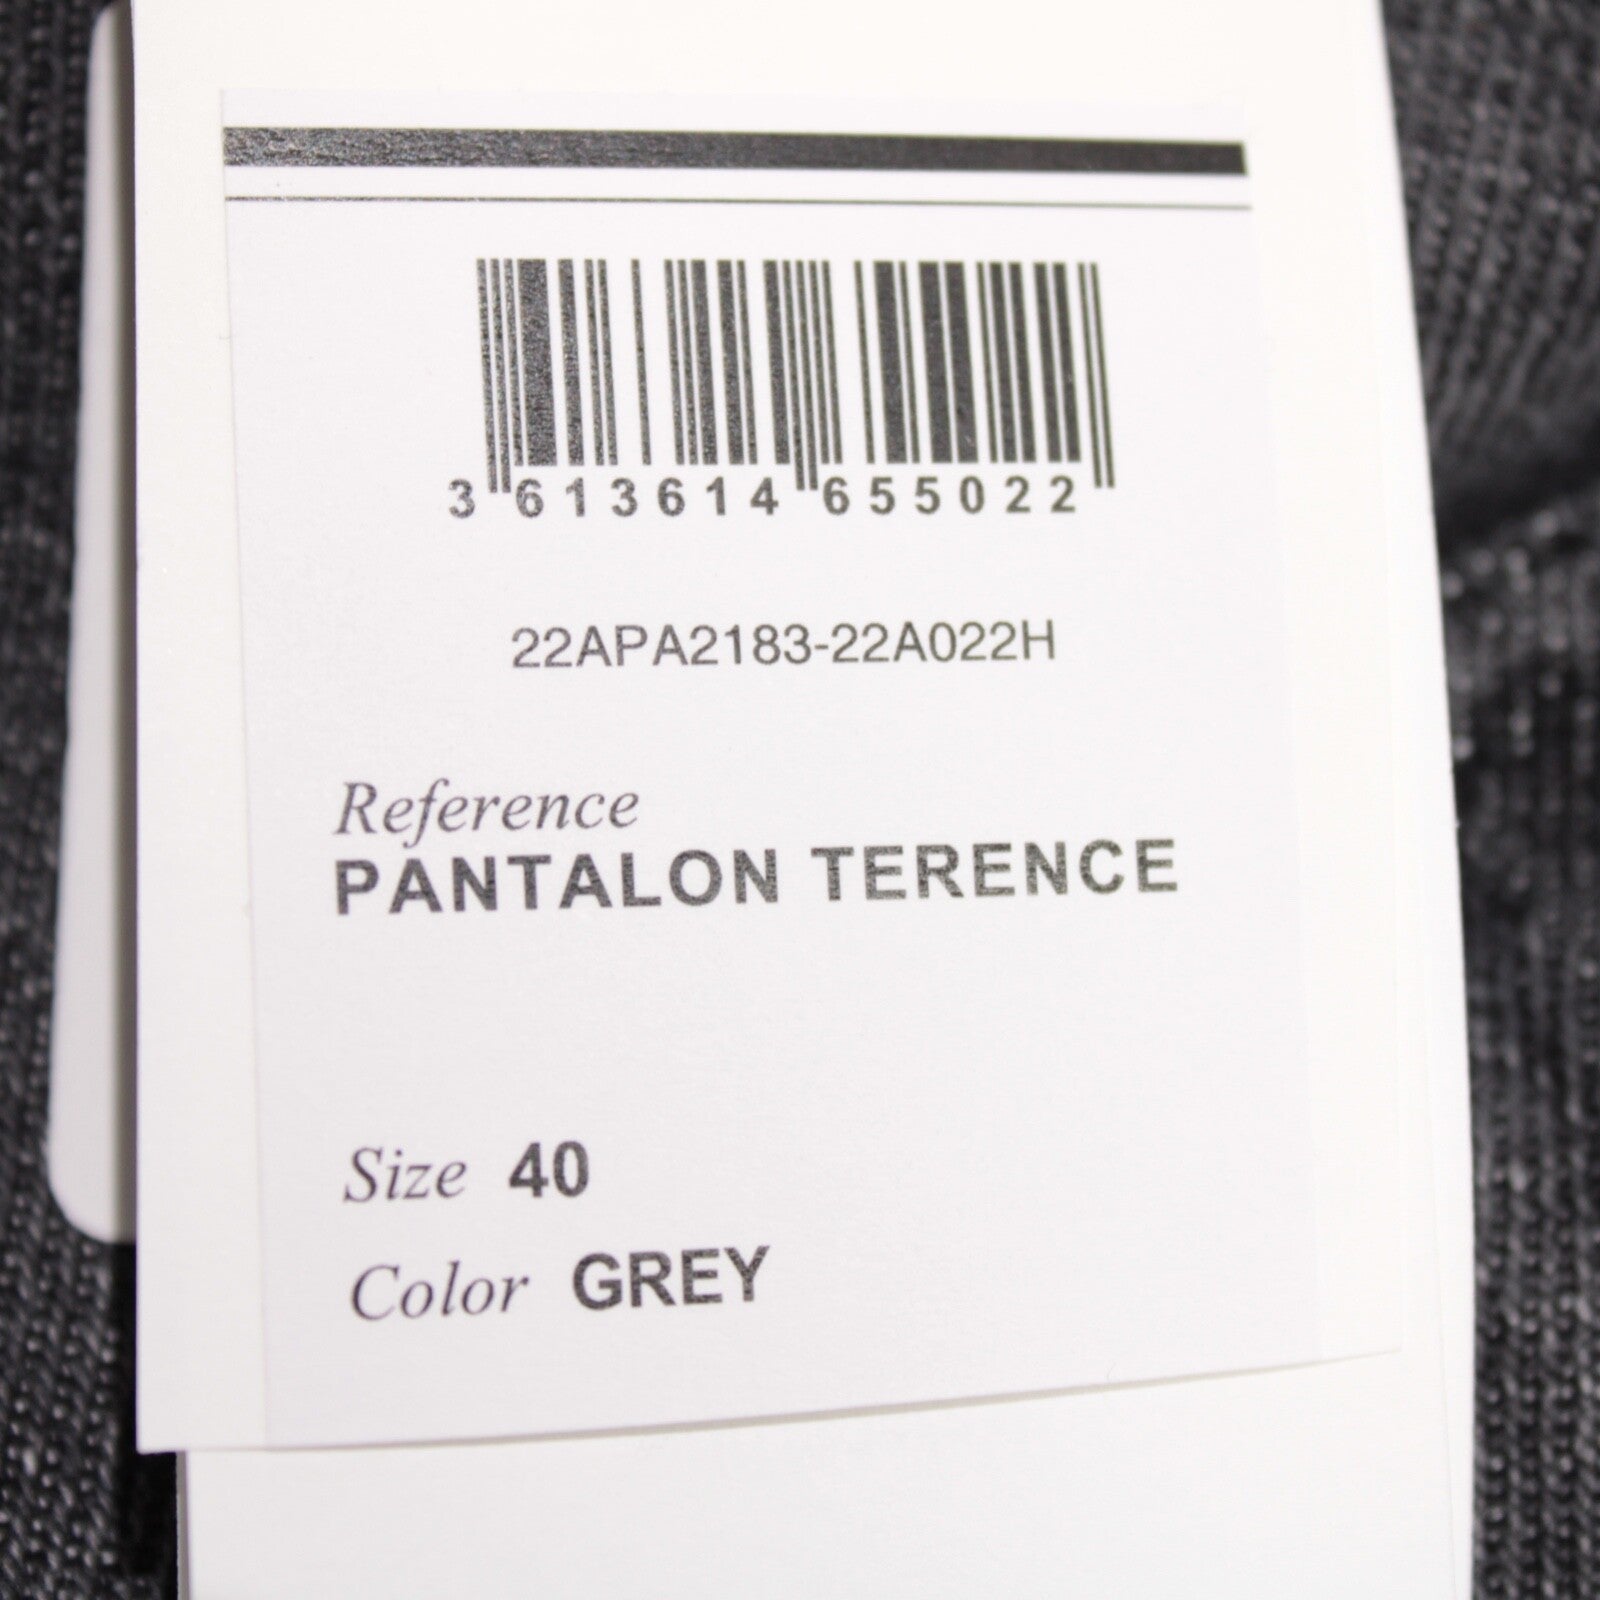 3 613614 655022
22APA2183-22A022H
Reference
PANTALON TERENCE
Size 40
Color GREY